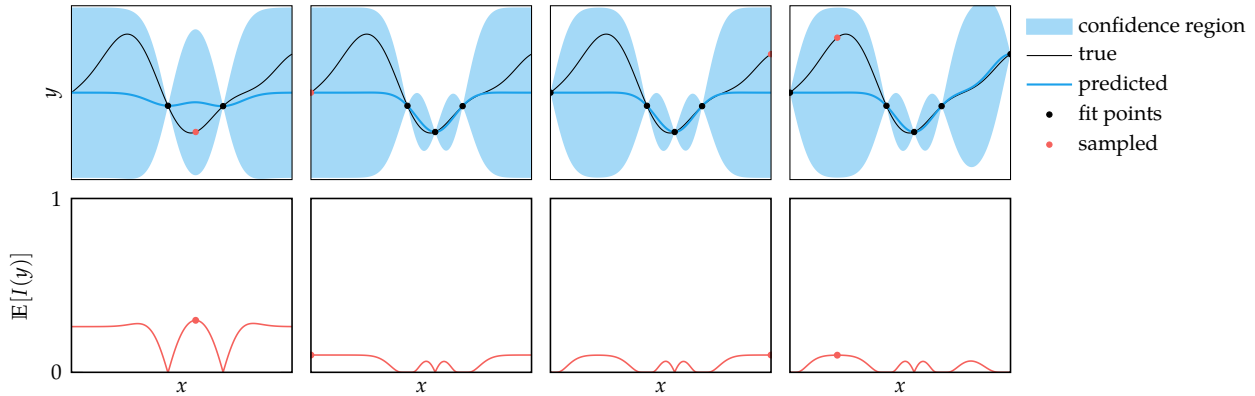 y
confidence region
true
predicted
fit points
sampled
1
𝔼[I(y)]
0
x
x
x
x